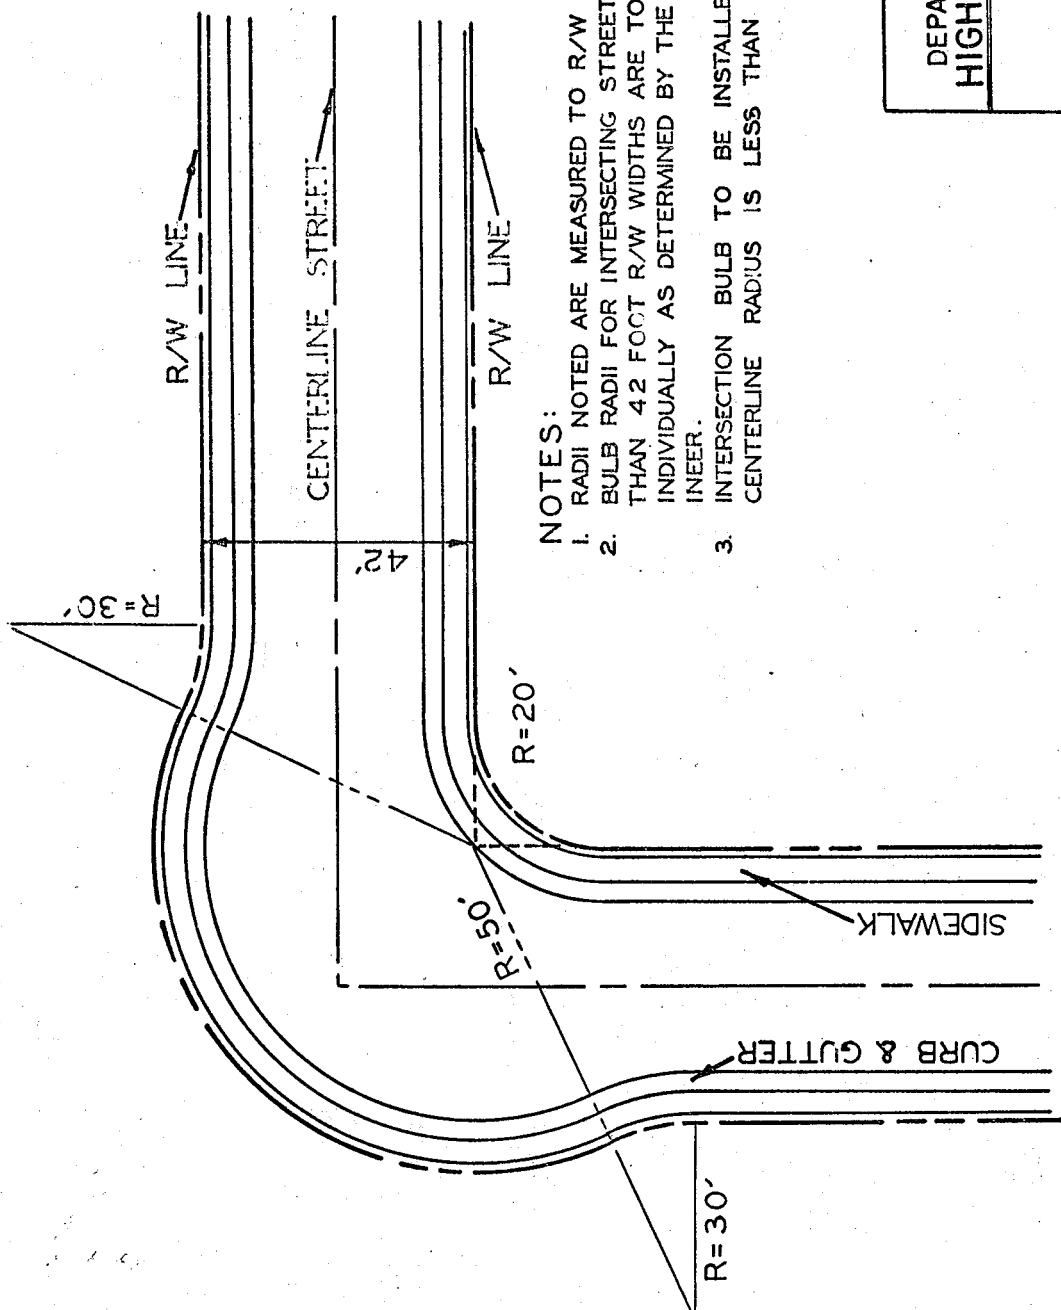 R/W LINE
CENTERLINE STREET
R/W LINE
R=30'
42'
R=20'
R=50'
R=30'
SIDEWALK
CURB & GUTTER
NOTES:
1. RADII NOTED ARE MEASURED TO R/W
2. BULB RADII FOR INTERSECTING STREET
THAN 42 FOOT R/W WIDTHS ARE TO
INDIVIDUALLY AS DETERMINED BY THE
INEER.
3. INTERSECTION BULB TO BE INSTALLE
CENTERLINE RADIUS IS LESS THAN
DEPA
HIGH